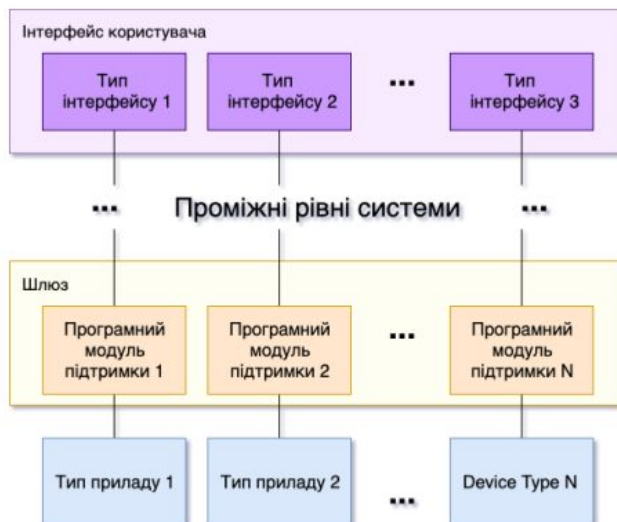 Інтерфейс користувача
Тип
інтерфейсу 1
Тип
інтерфейсу 2
...
Тип
інтерфейсу 3
...
Проміжні рівні системи
...
Шлюз
Програмний
модуль
підтримки 1
Програмний
модуль
підтримки 2
...
Програмний
модуль
підтримки N
Тип приладу 1
Тип приладу 2
...
Device Type N